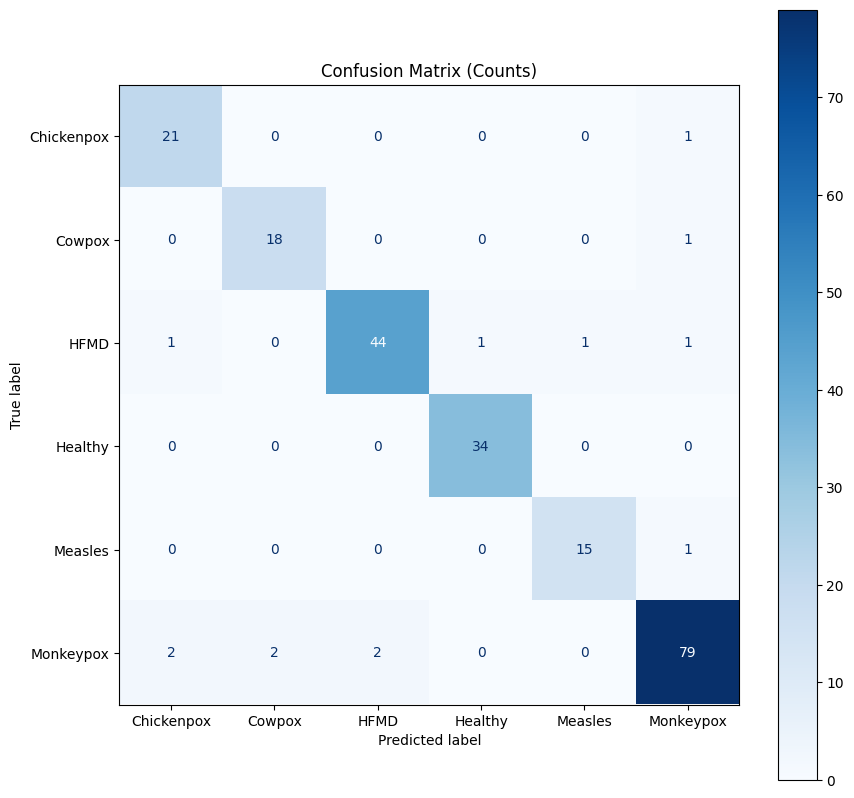 Confusion Matrix (Counts)
True label
Chickenpox 21 0 0 0 0 1
Cowpox 0 18 0 0 0 1
HFMD 1 0 44 1 1 1
Healthy 0 0 0 34 0 0
Measles 0 0 0 0 15 1
Monkeypox 2 2 2 0 0 79
Chickenpox Cowpox HFMD Healthy Measles Monkeypox
Predicted label
70
60
50
40
30
20
10
0